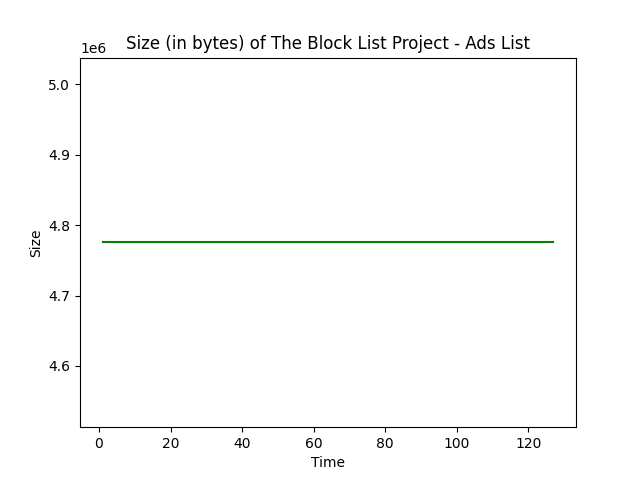 Size (in bytes) of The Block List Project - Ads List
1e6
5.0
4.9
4.8
4.7
4.6
Size
0 20 40 60 80 100 120
Time